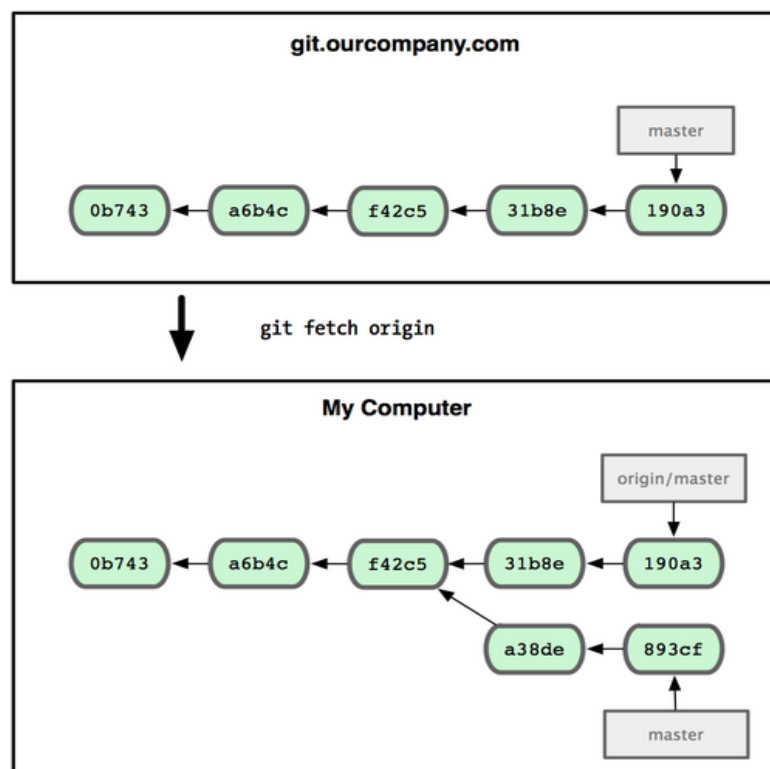 git.ourcompany.com
master
0b743 a6b4c f42c5 31b8e 190a3
git fetch origin
My Computer
origin/master
0b743 a6b4c f42c5 31b8e 190a3
a38de 893cf
master